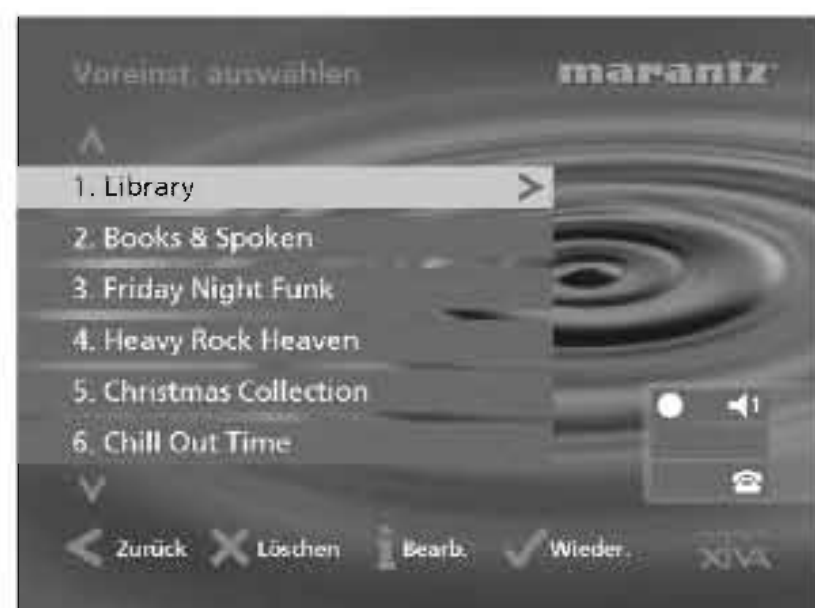 Voreinst. auswählen
marantz
1. Library
2. Books & Spoken
3. Friday Night Funk
4. Heavy Rock Heaven
5. Christmas Collection
6. Chill Out Time
1
Zurück Löschen Bearb. Wieder.
XIVA